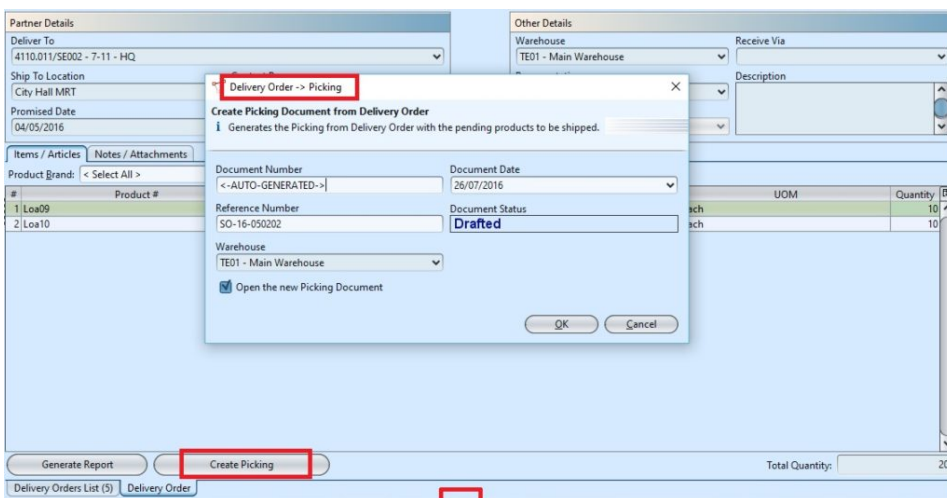 Partner Details
Other Details
Deliver To
Warehouse
Receive Via
4110.011/SE002 - 7-11 - HQ
TE01 - Main Warehouse
Ship To Location
Description
City Hall MRT
Promised Date
04/05/2016
Delivery Order -> Picking
Create Picking Document from Delivery Order
i Generates the Picking from Delivery Order with the pending products to be shipped.
Document Number
Document Date
<-AUTO-GENERATED->
26/07/2016
Reference Number
Document Status
SO-16-050202
Drafted
Warehouse
TE01 - Main Warehouse
Open the new Picking Document
OK
Cancel
Items / Articles
Notes / Attachments
Product Brand: < Select All >
# Product # UOM Quantity
1 Loa09 ach 10
2 Loa10 ach 10
Generate Report
Create Picking
Total Quantity: 20
Delivery Orders List (5)
Delivery Order